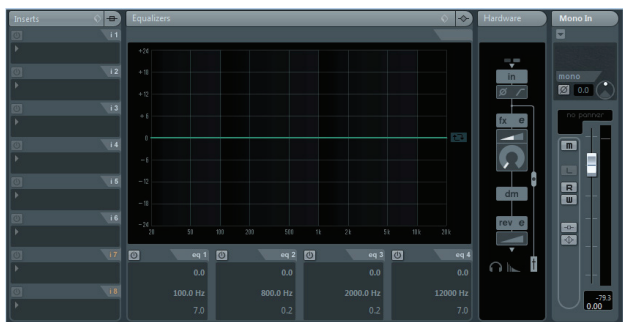 Inserts
i 1
i 2
i 3
i 4
i 5
i 6
i 7
i 8
Equalizers
+24
+18
+12
+6
0
-6
-12
-18
-24
20 50 100 200 500 1k 2k 5k 10k 20k
eq 1 eq 2 eq 3 eq 4
0.0 0.0 0.0 0.0
100.0 Hz 800.0 Hz 2000.0 Hz 12000 Hz
7.0 0.2 0.2 7.0
Hardware
in
fx e
drn
rev e
Mono In
mono
0.0
no panner
m
L
R
W
-79.3
0.00